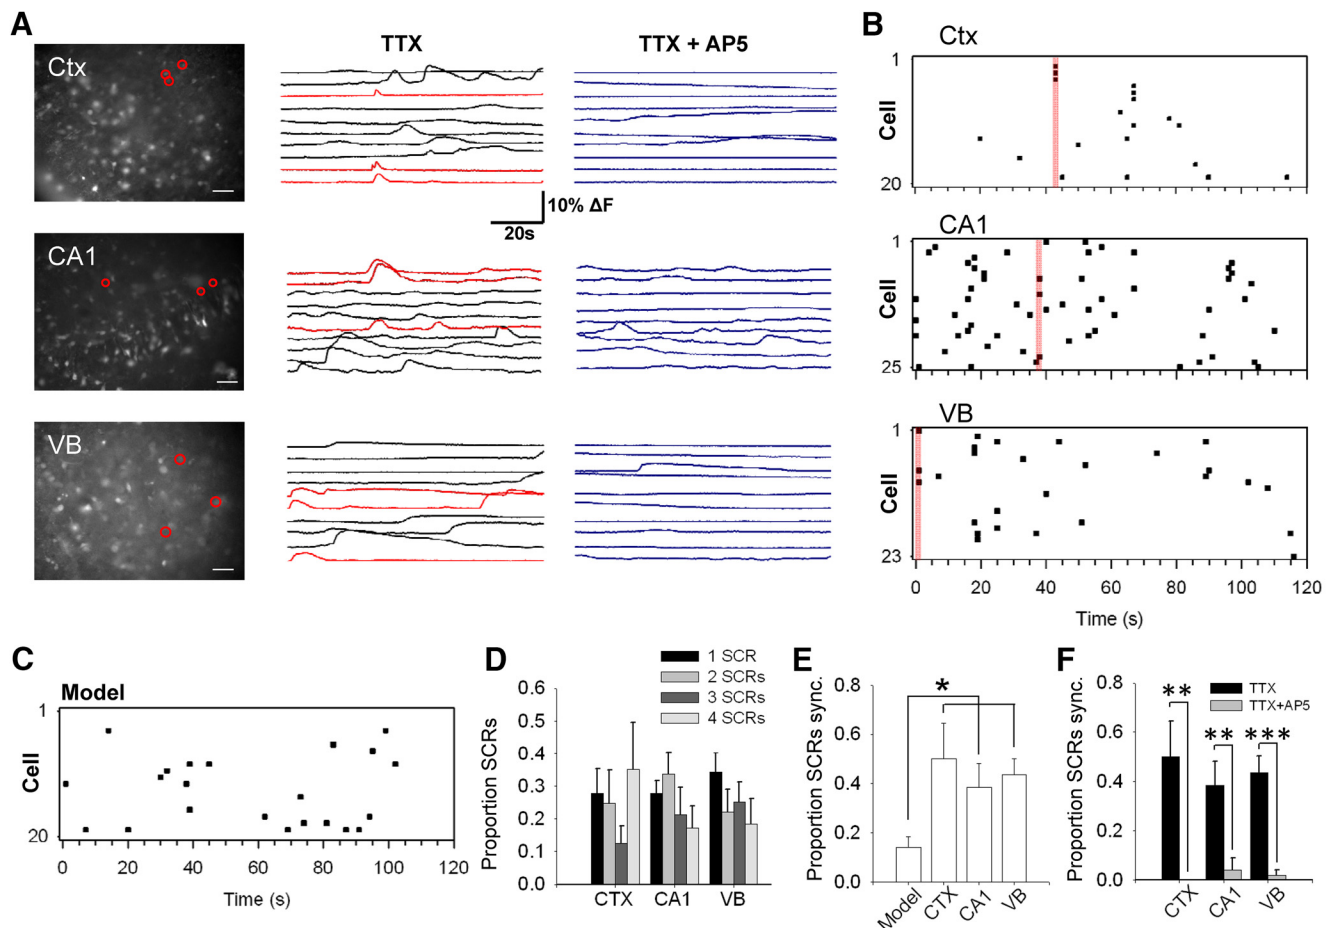 A
TTX
TTX + AP5
Ctx
10% ΔF
20s
CA1
VB
B
Ctx
1
Cell
20
CA1
1
Cell
25
VB
1
Cell
23
0 20 40 60 80 100 120
Time (s)
C
Model
1
Cell
20
0 20 40 60 80 100 120
Time (s)
D
1 SCR
2 SCRs
3 SCRs
4 SCRs
Proportion SCRs
0.6
0.5
0.4
0.3
0.2
0.1
0.0
CTX CA1 VB
E
Proportion SCRs sync.
0.8
0.6
0.4
0.2
0.0
*
Model CTX CA1 VB
F
TTX
TTX+AP5
Proportion SCRs sync.
0.8
0.6
0.4
0.2
0.0
**
** ***
CTX CA1 VB